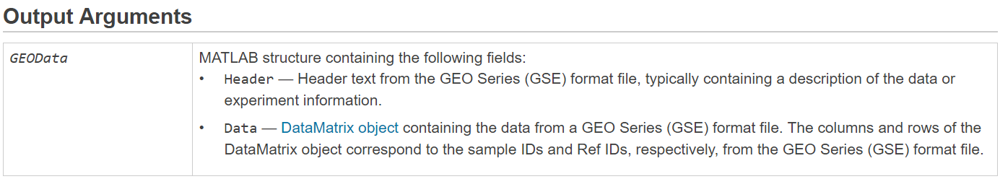 Output Arguments
GEOData
MATLAB structure containing the following fields:
• Header — Header text from the GEO Series (GSE) format file, typically containing a description of the data or
experiment information.
• Data — DataMatrix object containing the data from a GEO Series (GSE) format file. The columns and rows of the
DataMatrix object correspond to the sample IDs and Ref IDs, respectively, from the GEO Series (GSE) format file.